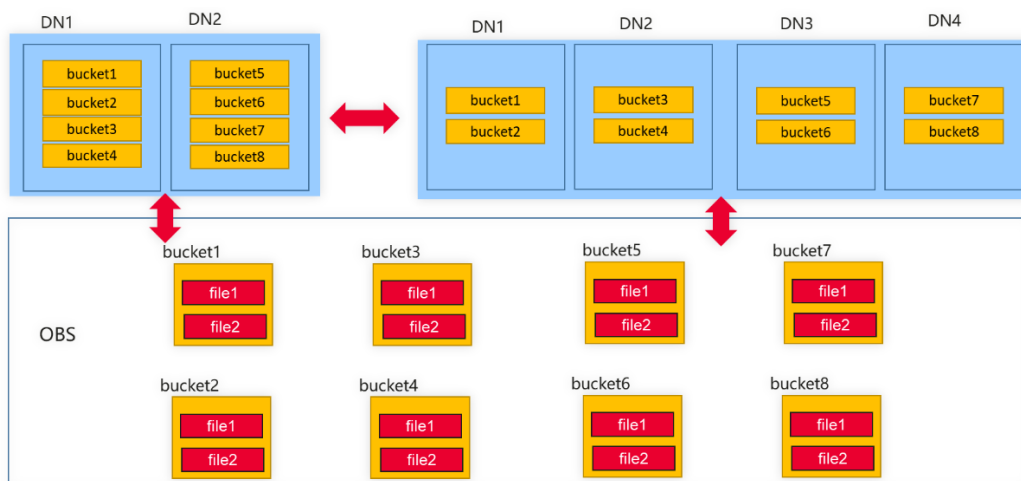 DN1
DN2
DN1
DN2
DN3
DN4
bucket1
bucket2
bucket3
bucket4
bucket5
bucket6
bucket7
bucket8
bucket1
bucket2
bucket3
bucket4
bucket5
bucket6
bucket7
bucket8
OBS
bucket1
file1
file2
bucket3
file1
file2
bucket5
file1
file2
bucket7
file1
file2
bucket2
file1
file2
bucket4
file1
file2
bucket6
file1
file2
bucket8
file1
file2